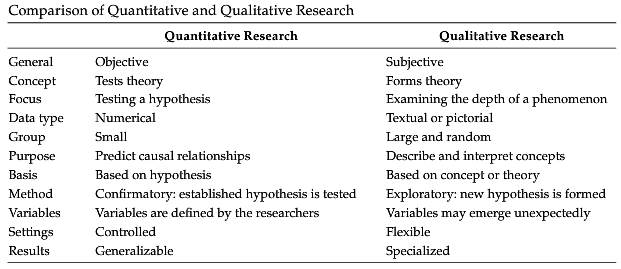 Comparison of Quantitative and Qualitative Research
Quantitative Research Qualitative Research
General Objective Subjective
Concept Tests theory Forms theory
Focus Testing a hypothesis Examining the depth of a phenomenon
Data type Numerical Textual or pictorial
Group Small Large and random
Purpose Predict causal relationships Describe and interpret concepts
Basis Based on hypothesis Based on concept or theory
Method Confirmatory: established hypothesis is tested Exploratory: new hypothesis is formed
Variables Variables are defined by the researchers Variables may emerge unexpectedly
Settings Controlled Flexible
Results Generalizable Specialized